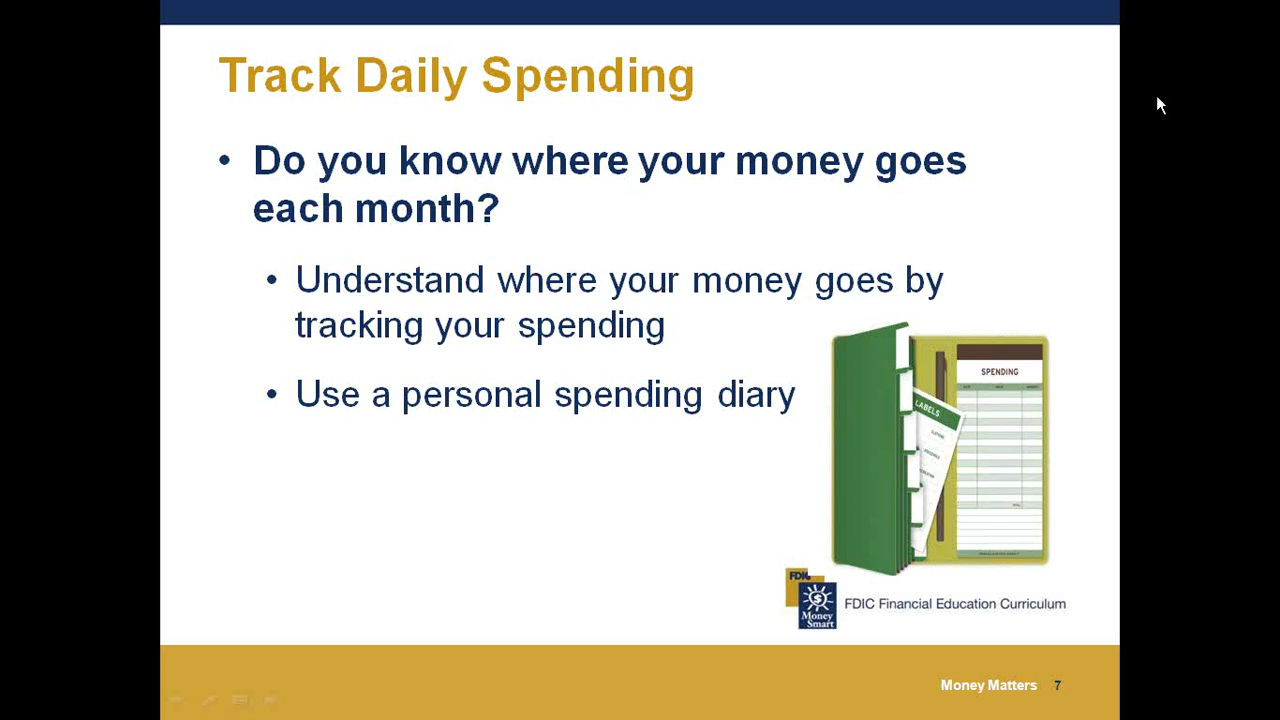 Track Daily Spending
• Do you know where your money goes
each month?
• Understand where your money goes by
tracking your spending
• Use a personal spending diary
SPENDING
LABELS
FDIC
Money
Smart
FDIC Financial Education Curriculum
Money Matters 7